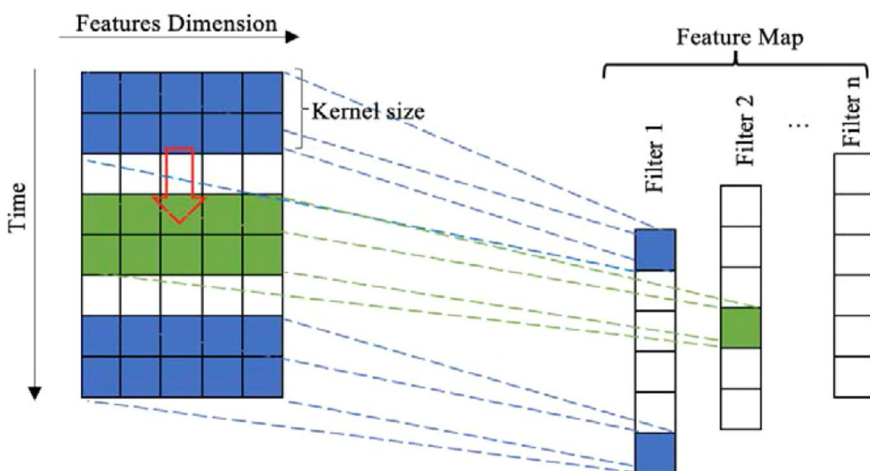 Features Dimension
Feature Map
Kernel size
Time
Filter 1
Filter 2
...
Filter n